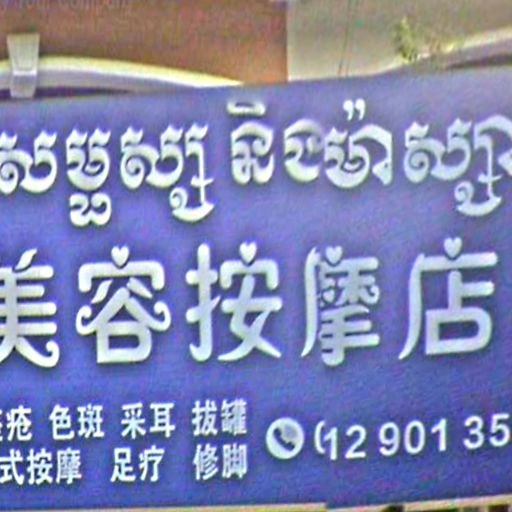 សម្ផស្ស និងម៉ាស្សា
美容按摩店
痤疮 色斑 采耳 拔罐
式按摩 足疗 修脚
12 901 35